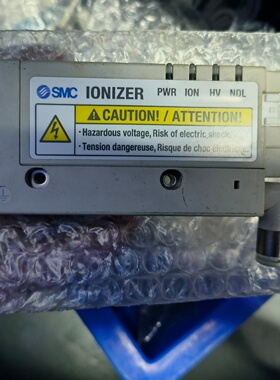 SMC IONIZER PWR ION HV NDL
CAUTION! / ATTENTION!
・Hazardous voltage, Risk of electric shock.
・Tension dangereuse, Risque de choc électrique.